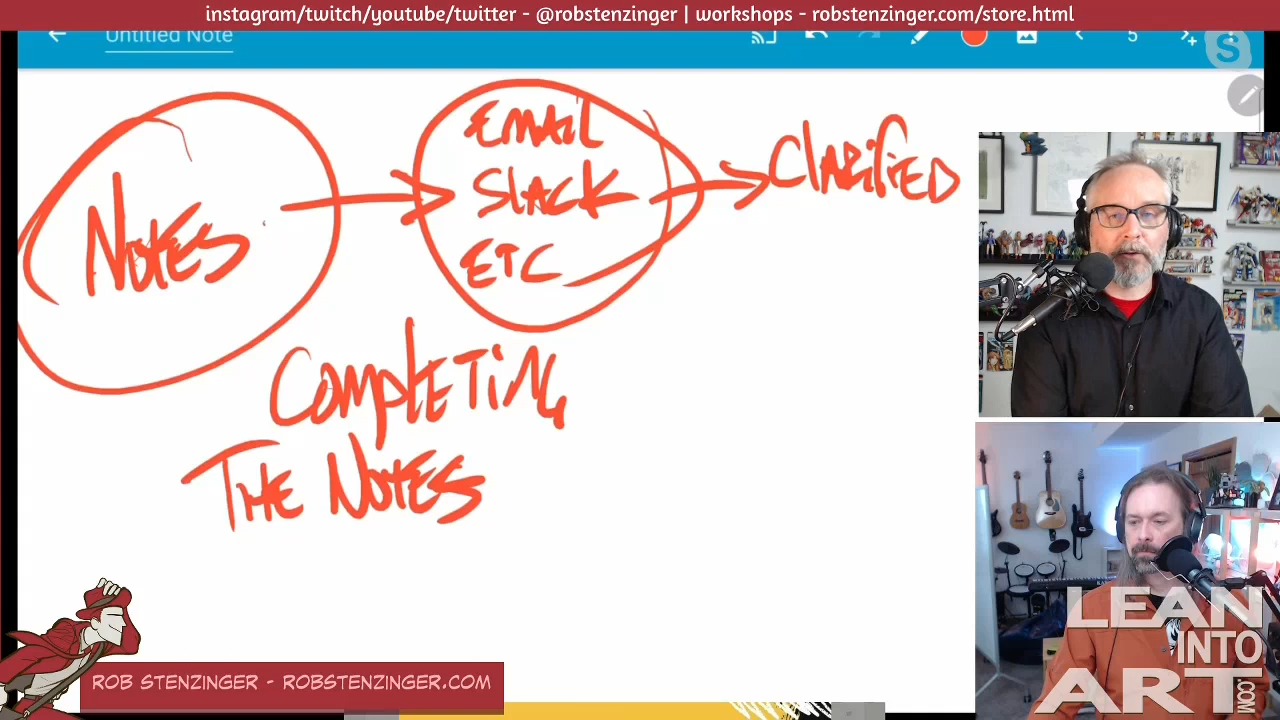 instagram/twitch/youtube/twitter - @robstenzinger | workshops - robstenzinger.com/store.html
Untitled Note
5
S
NOTES
EMAIL
SLACK
ETC
CLARIFIED
COMPLETING
THE NOTES
LEAN
INTO
ART
.COM
ROB STENZINGER - ROBSTENZINGER.COM